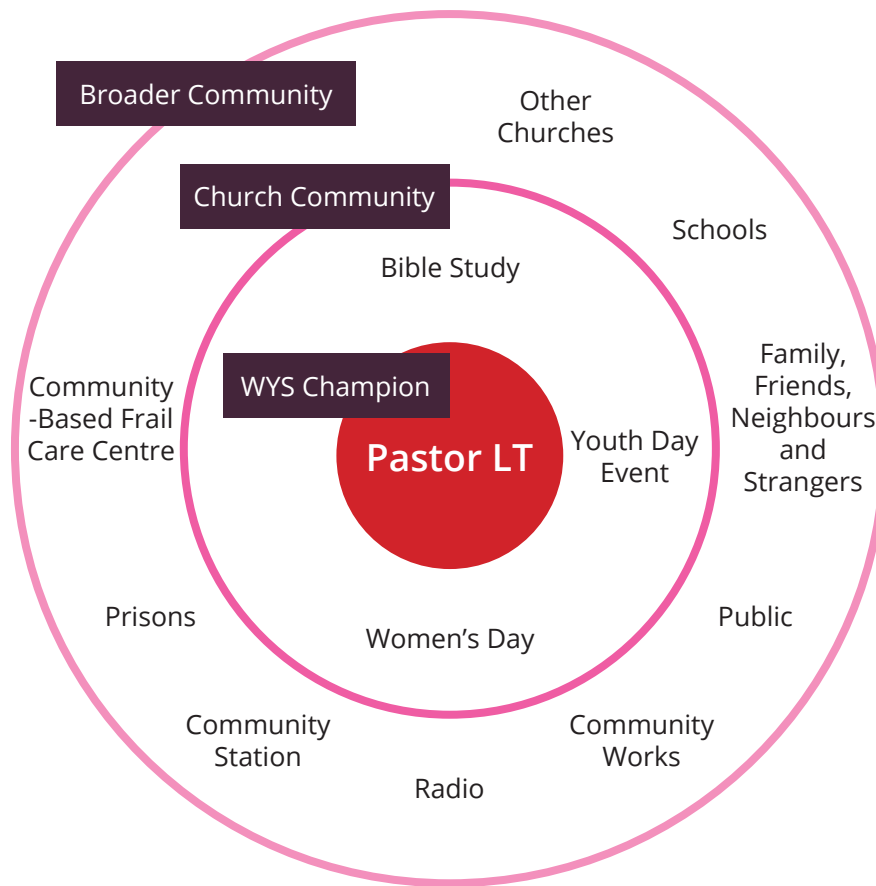 Broader Community
Other
Churches
Church Community
Schools
Bible Study
WYS Champion
Family,
Friends,
Neighbours
and
Strangers
Community
-Based Frail
Care Centre
Pastor LT
Youth Day
Event
Prisons
Public
Women’s Day
Community
Station
Community
Works
Radio